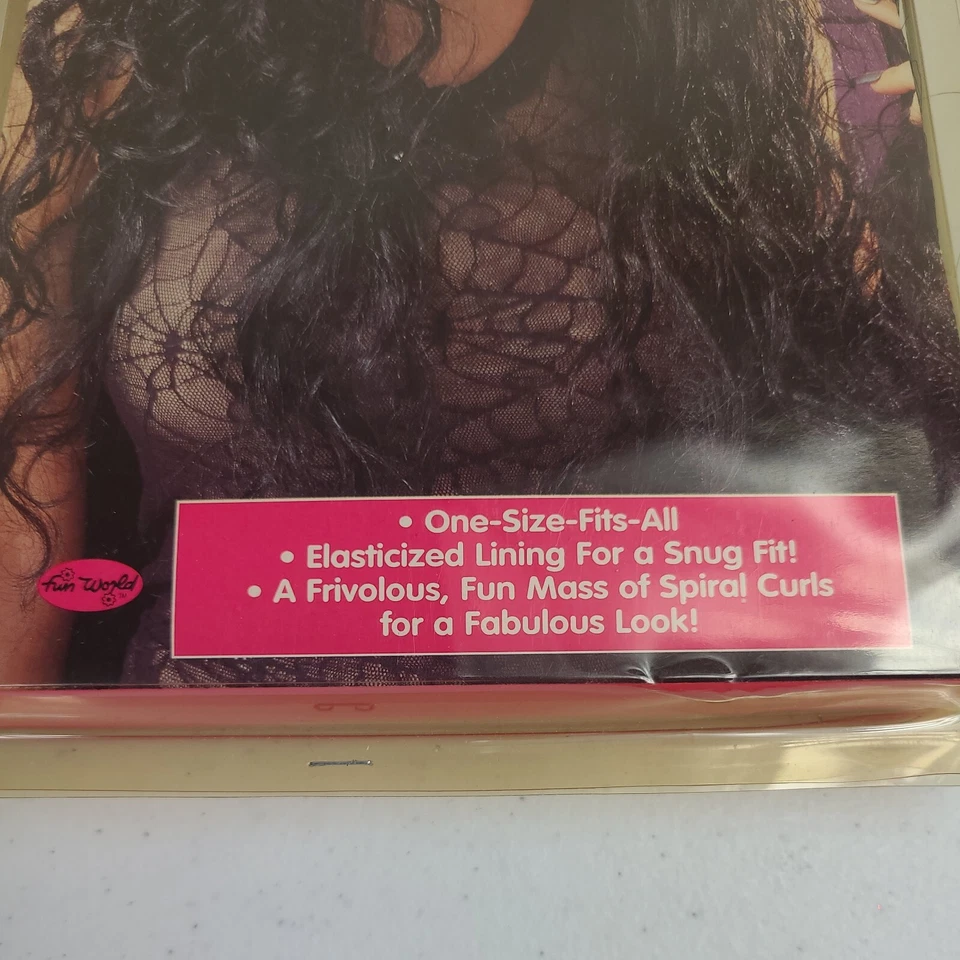 • One-Size-Fits-All
• Elasticized Lining For a Snug Fit!
• A Frivolous, Fun Mass of Spiral Curls
for a Fabulous Look!
fun world TM